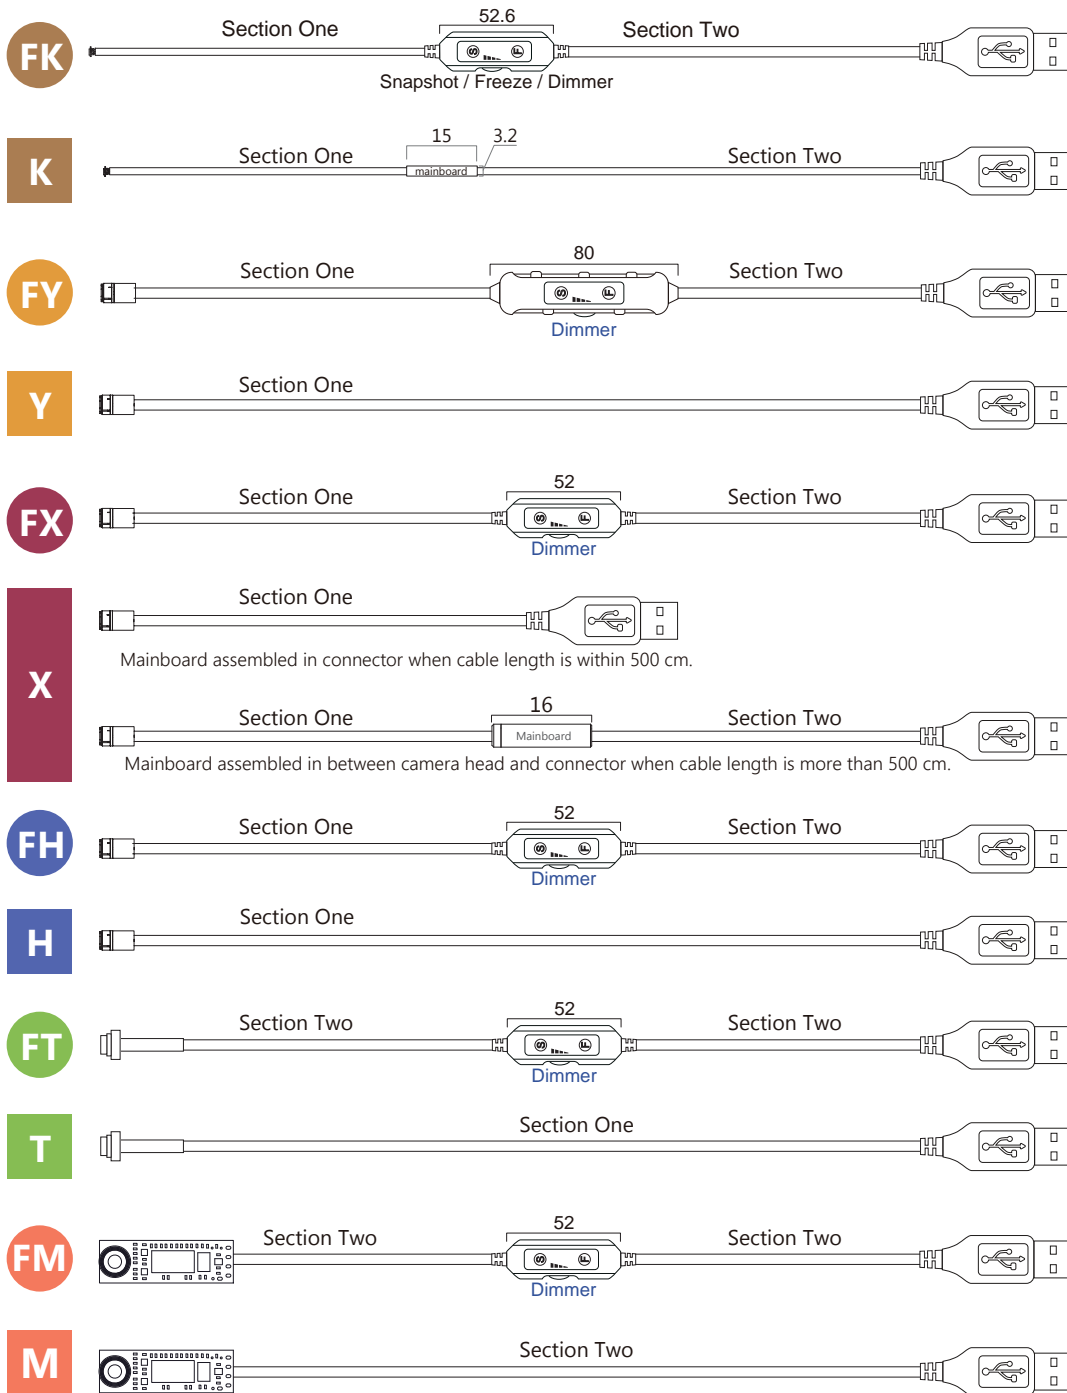 52.6
Section One
Section Two
FK
S F
Snapshot / Freeze / Dimmer
15 3.2
Section One
Section Two
K
mainboard
80
Section One
Section Two
FY
S F
Dimmer
Section One
Y
52
Section One
Section Two
FX
S F
Dimmer
Section One
Mainboard assembled in connector when cable length is within 500 cm.
X
16
Section One
Section Two
Mainboard
Mainboard assembled in between camera head and connector when cable length is more than 500 cm.
52
Section One
Section Two
FH
S F
Dimmer
Section One
H
52
Section Two
Section Two
FT
S F
Dimmer
Section One
T
52
Section Two
Section Two
FM
S F
Dimmer
Section Two
M